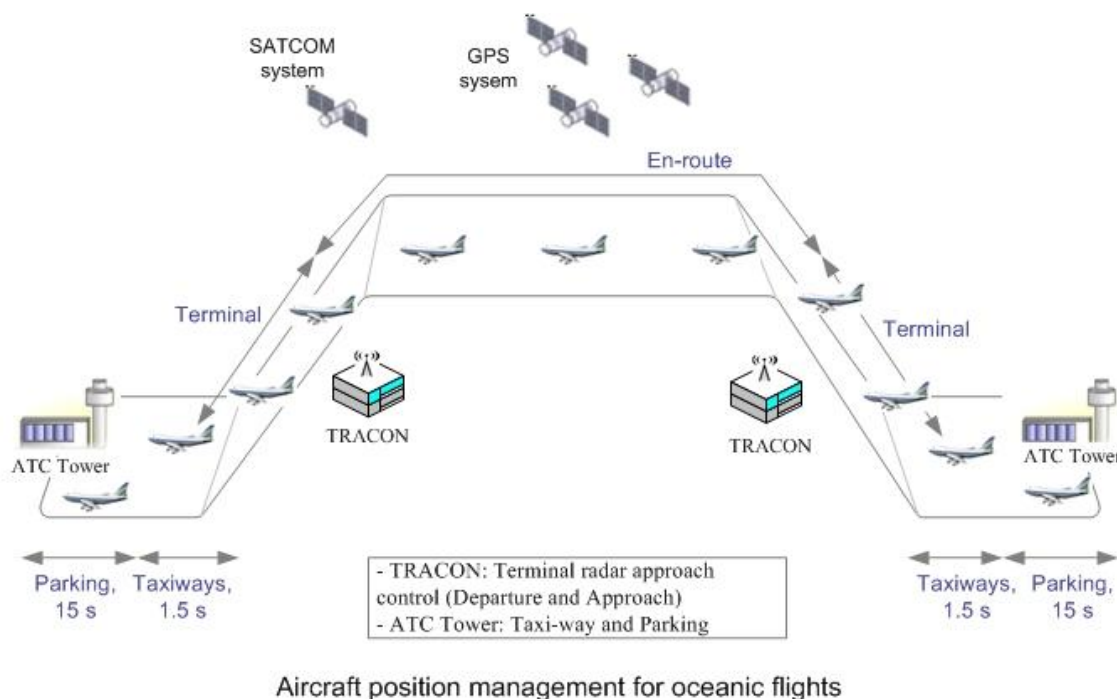 SATCOM
system
GPS
sysem
En-route
Terminal
Terminal
TRACON
TRACON
ATC Tower
ATC Tower
Parking,
15 s
Taxiways,
1.5 s
Taxiways,
1.5 s
Parking,
15 s
- TRACON: Terminal radar approach
control (Departure and Approach)
- ATC Tower: Taxi-way and Parking
Aircraft position management for oceanic flights